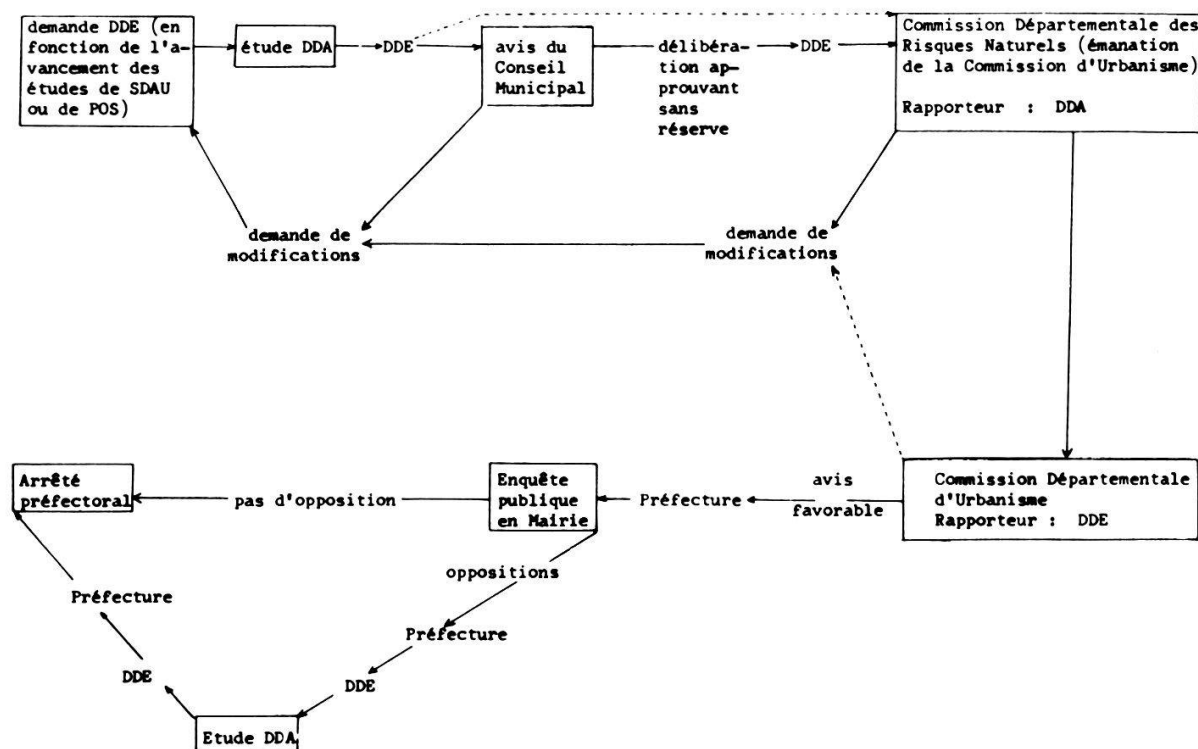 demande DDE (en
fonction de l'a-
vancement des
études de SDAU
ou de POS)
étude DDA
DDE
avis du
Conseil
Municipal
délibéra-
tion ap-
prouvant
sans
réserve
DDE
Commission Départementale des
Risques Naturels (émanation
de la Commission d'Urbanisme)
Rapporteur : DDA
demande de
modifications
demande de
modifications
Arrêté
préfectoral
pas d'opposition
Enquête
publique
en Mairie
Préfecture
avis
favorable
Commission Départementale
d'Urbanisme
Rapporteur : DDE
oppositions
Préfecture
Préfecture
DDE
DDE
Etude DDA